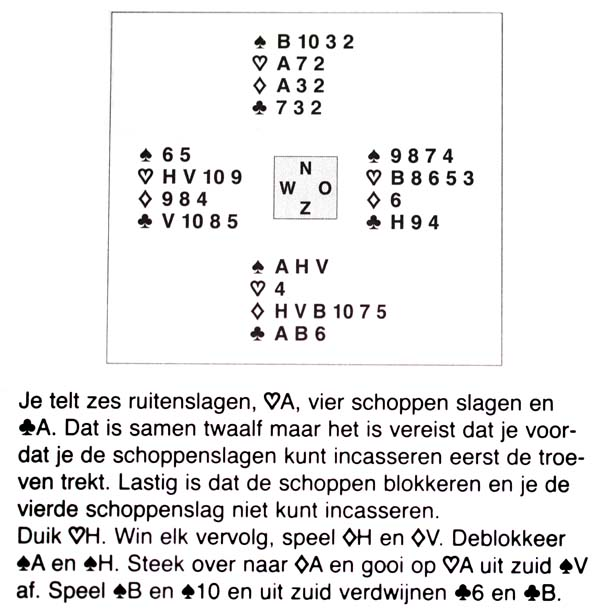 ♠ B 10 3 2
♡ A 7 2
♢ A 3 2
♣ 7 3 2
♠ 6 5
♡ H V 10 9
♢ 9 8 4
♣ V 10 8 5
N
W O
Z
♠ 9 8 7 4
♡ B 8 6 5 3
♢ 6
♣ H 9 4
♠ A H V
♡ 4
♢ H V B 10 7 5
♣ A B 6
Je telt zes ruitenslagen, ♡A, vier schoppen slagen en
♣A. Dat is samen twaalf maar het is vereist dat je voor-
dat je de schoppenslagen kunt incasseren eerst de troe-
ven trekt. Lastig is dat de schoppen blokkeren en je de
vierde schoppenslag niet kunt incasseren.
Duik ♡H. Win elk vervolg, speel ♢H en ♢V. Deblokkeer
♠A en ♠H. Steek over naar ♢A en gooi op ♡A uit zuid ♠V
af. Speel ♠B en ♠10 en uit zuid verdwijnen ♣6 en ♣B.